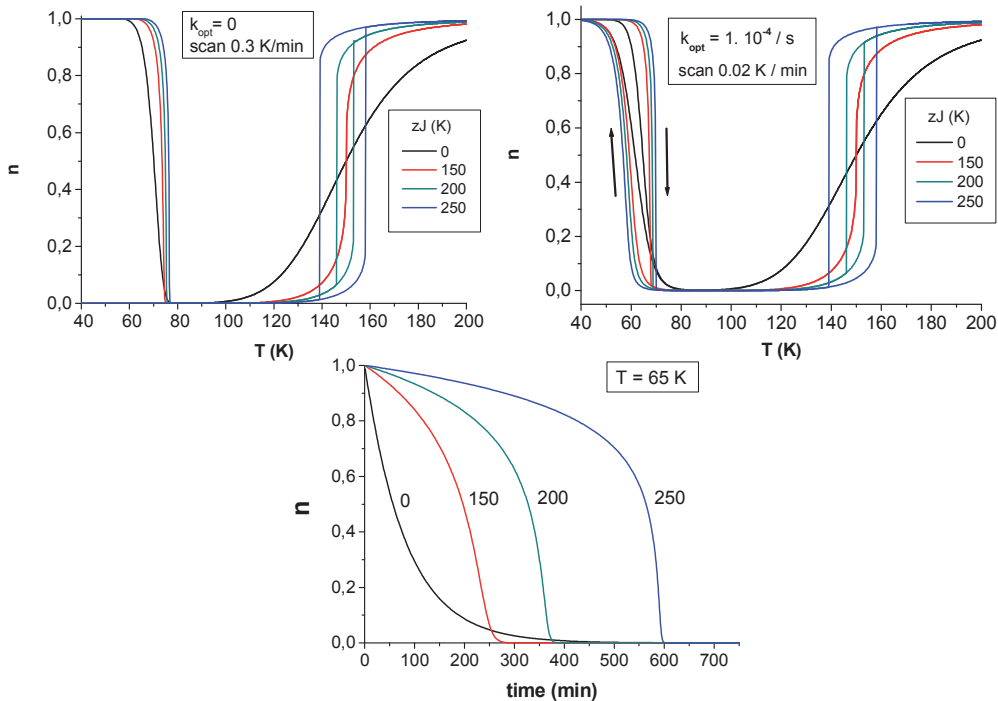 k_opt = 0
scan 0.3 K/min
n
1,0
0,8
0,6
0,4
0,2
0,0
zJ (K)
0
150
200
250
40 60 80 100 120 140 160 180 200
T (K)
k_opt = 1. 10^-4 / s
scan 0.02 K / min
n
1,0
0,8
0,6
0,4
0,2
0,0
zJ (K)
0
150
200
250
40 60 80 100 120 140 160 180 200
T (K)
T = 65 K
n
1,0
0,8
0,6
0,4
0,2
0,0
0
150
200
250
0 100 200 300 400 500 600 700
time (min)